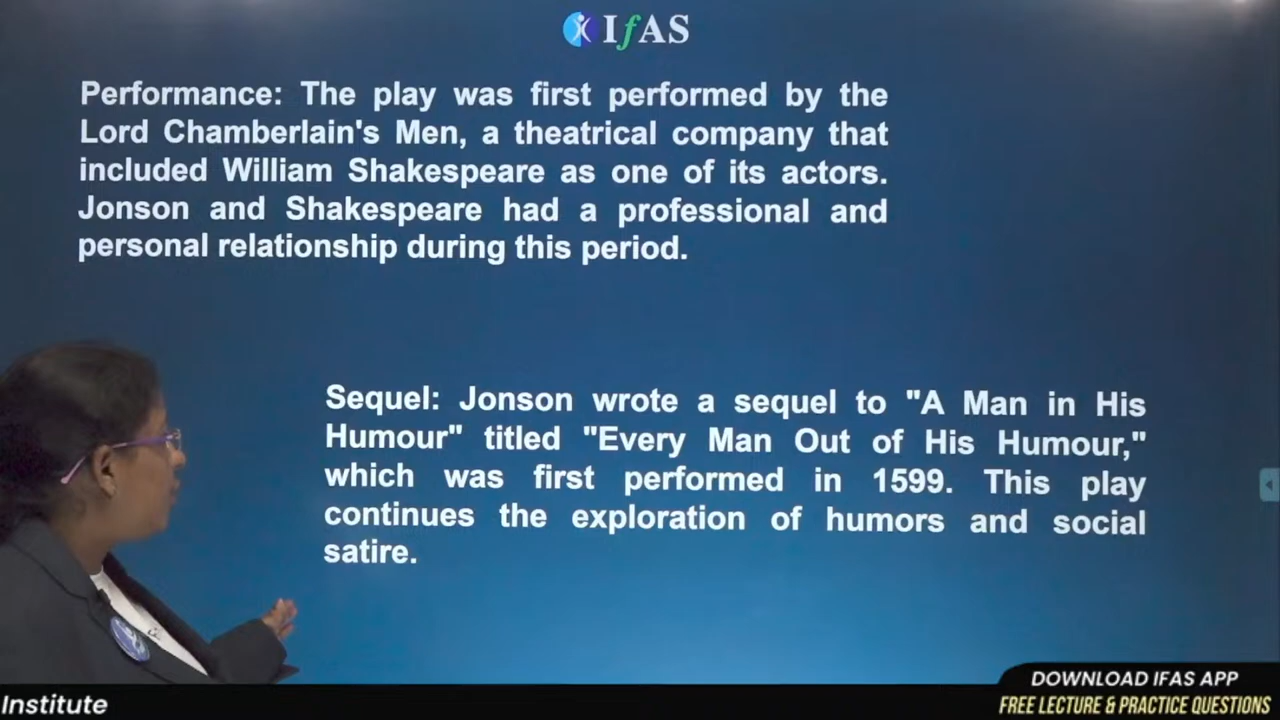 IfAS
Performance: The play was first performed by the
Lord Chamberlain's Men, a theatrical company that
included William Shakespeare as one of its actors.
Jonson and Shakespeare had a professional and
personal relationship during this period.
Sequel: Jonson wrote a sequel to "A Man in His
Humour" titled "Every Man Out of His Humour,"
which was first performed in 1599. This play
continues the exploration of humors and social
satire.
DOWNLOAD IFAS APP
Institute
FREE LECTURE & PRACTICE QUESTIONS